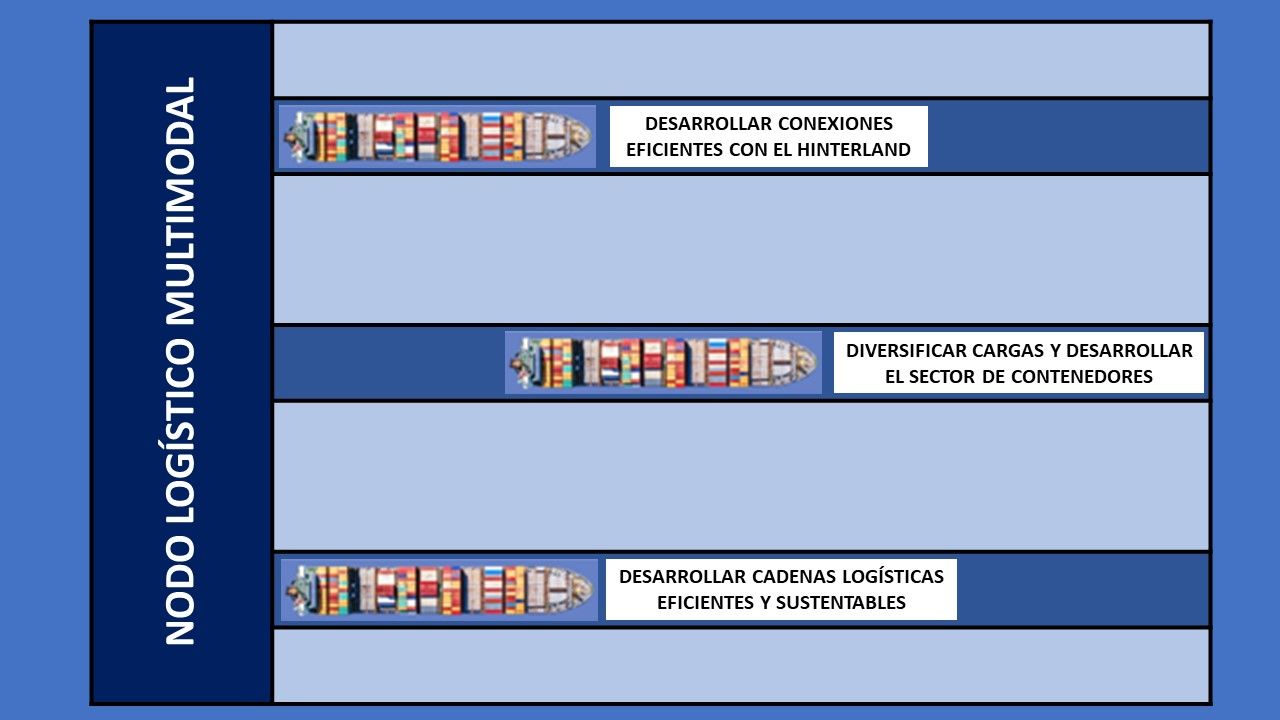 NODO LOGÍSTICO MULTIMODAL
DESARROLLAR CONEXIONES
EFICIENTES CON EL HINTERLAND
DIVERSIFICAR CARGAS Y DESARROLLAR
EL SECTOR DE CONTENEDORES
DESARROLLAR CADENAS LOGÍSTICAS
EFICIENTES Y SUSTENTABLES